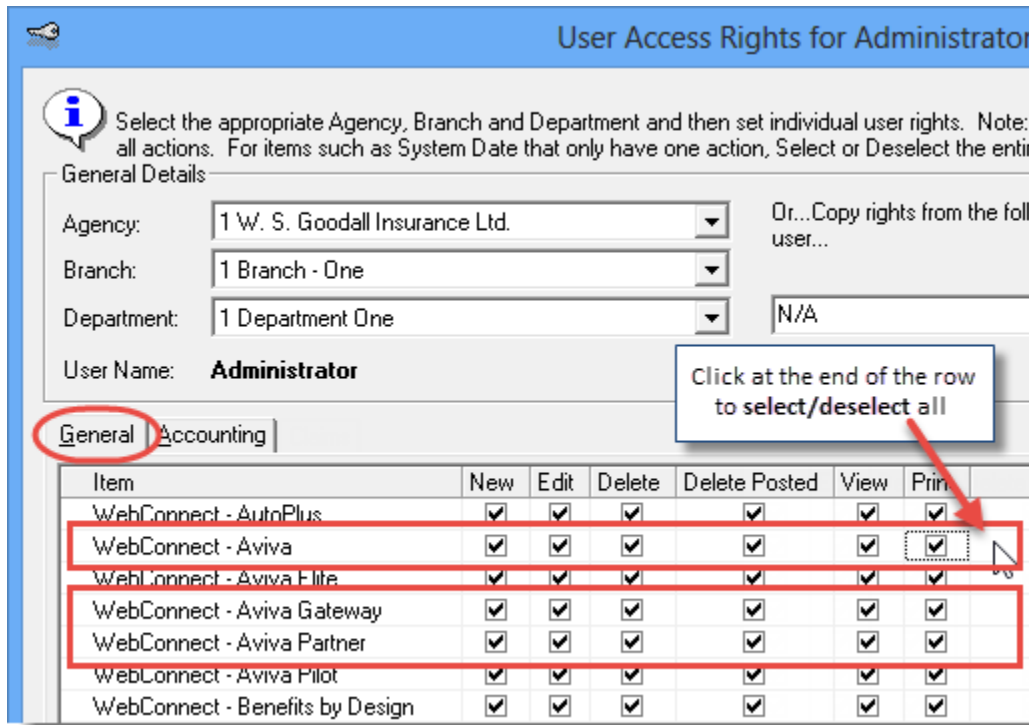 User Access Rights for Administrator
Select the appropriate Agency, Branch and Department and then set individual user rights. Note:
all actions. For items such as System Date that only have one action, Select or Deselect the
General Details
Agency:
1 W. S. Goodall Insurance Ltd.
Or...Copy rights from the
user...
Branch:
1 Branch - One
Department:
1 Department One
N/A
User Name:
Administrator
Click at the end of the row
to select/deselect all
General
Accounting
Item New Edit Delete Delete Posted View Print
WebConnect - AutoPlus
WebConnect - Aviva
WebConnect - Aviva Elite
WebConnect - Aviva Gateway
WebConnect - Aviva Partner
WebConnect - Aviva Pilot
WebConnect - Benefits by Design